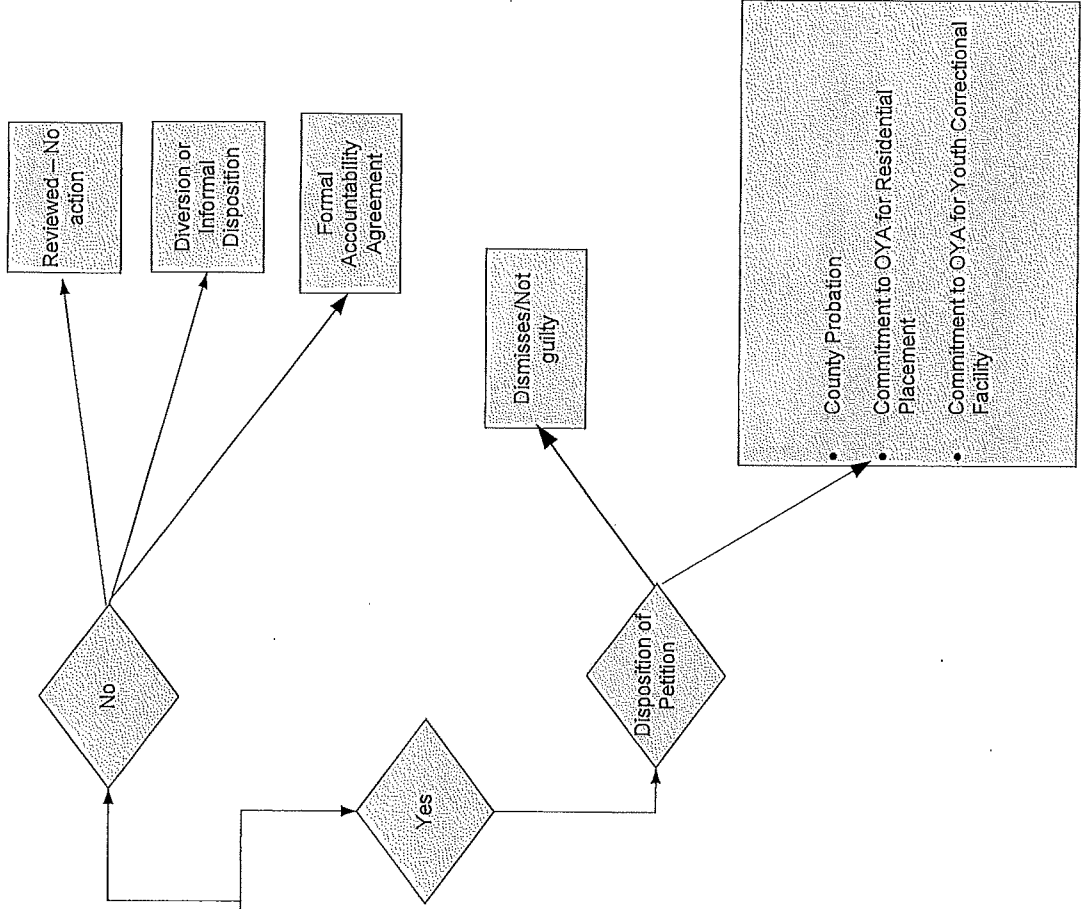 Reviewed – No
action
Diversion or
Informal
Disposition
Formal
Accountability
Agreement
No
Yes
Dismisses/Not
guilty
Disposition of
Petition
• County Probation
• Commitment to OYA for Residential
Placement
• Commitment to OYA for Youth Correctional
Facility